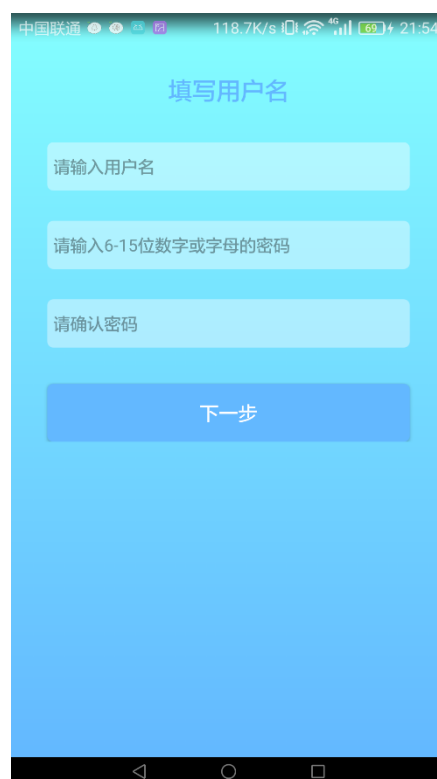 中国联通 118.7K/s 4G 69 21:54
填写用户名
请输入用户名
请输入6-15位数字或字母的密码
请确认密码
下一步